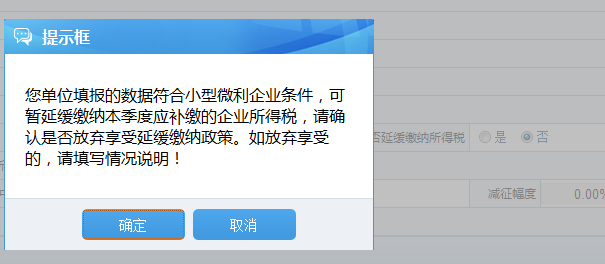 提示框
您单位填报的数据符合小型微利企业条件，可
暂延缓缴纳本季度应补缴的企业所得税，请确
认是否放弃享受延缓缴纳政策。如放弃享受
的，请填写情况说明！
否延缓缴纳所得税 是 否
减征幅度 0.00%
确定 取消